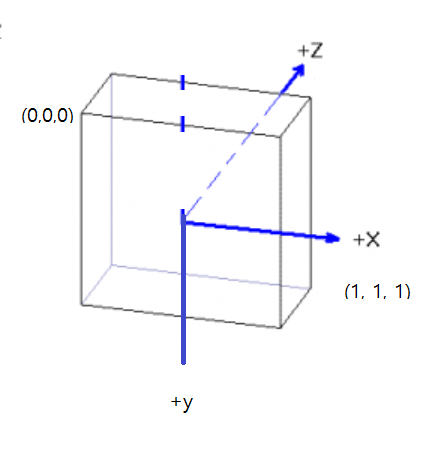 +Z
(0,0,0)
+X
(1, 1, 1)
+y